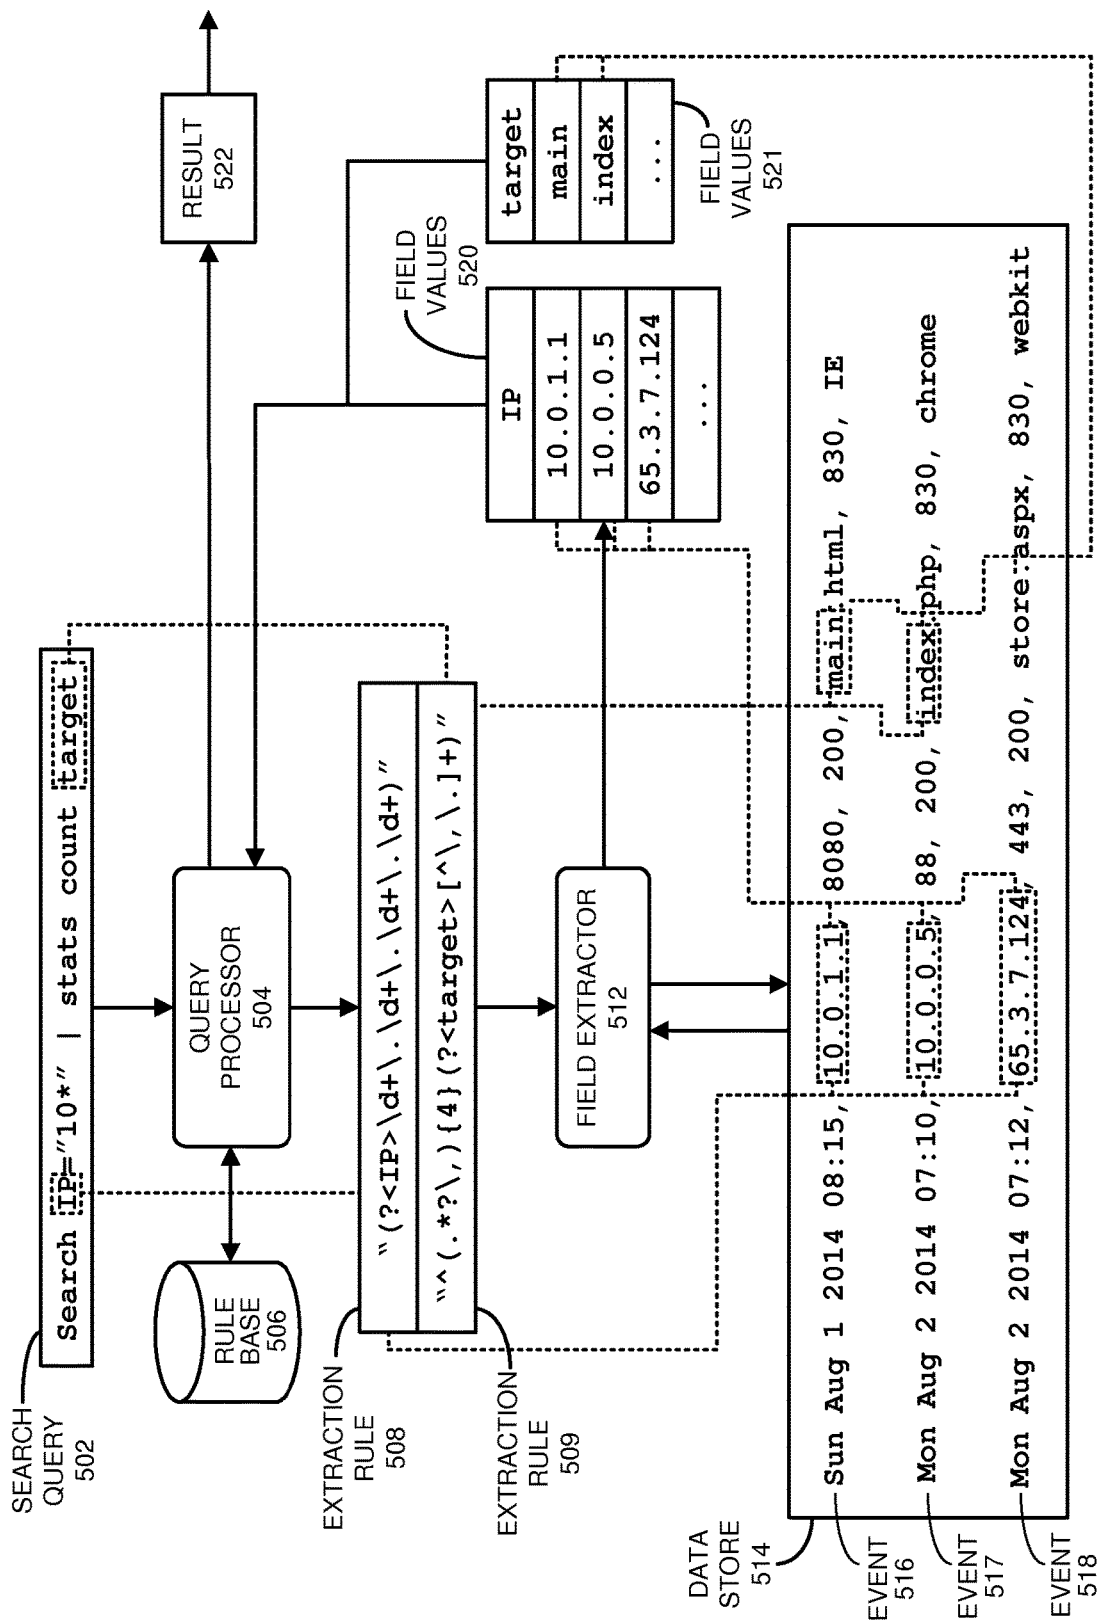 SEARCH
QUERY
502
Search IP="10*" | stats count target
RULE
BASE
506
QUERY
PROCESSOR
504
RESULT
522
EXTRACTION
RULE
508
"(?<IP>\d+\.\d+\.\d+\.\d+)"
"^(.*?\,){4}(?<target>[^\,\.]+)"
EXTRACTION
RULE
509
FIELD EXTRACTOR
512
FIELD
VALUES
520
IP
10.0.1.1
10.0.0.5
65.3.7.124
...
target
main
index
...
FIELD
VALUES
521
DATA
STORE
514
Sun Aug 1 2014 08:15, 10.0.1.1, 8080, 200, main.html, 830, IE
EVENT
516
Mon Aug 2 2014 07:10, 10.0.0.5, 88, 200, index.php, 830, chrome
EVENT
517
Mon Aug 2 2014 07:12, 65.3.7.124, 443, 200, store.aspx, 830, webkit
EVENT
518